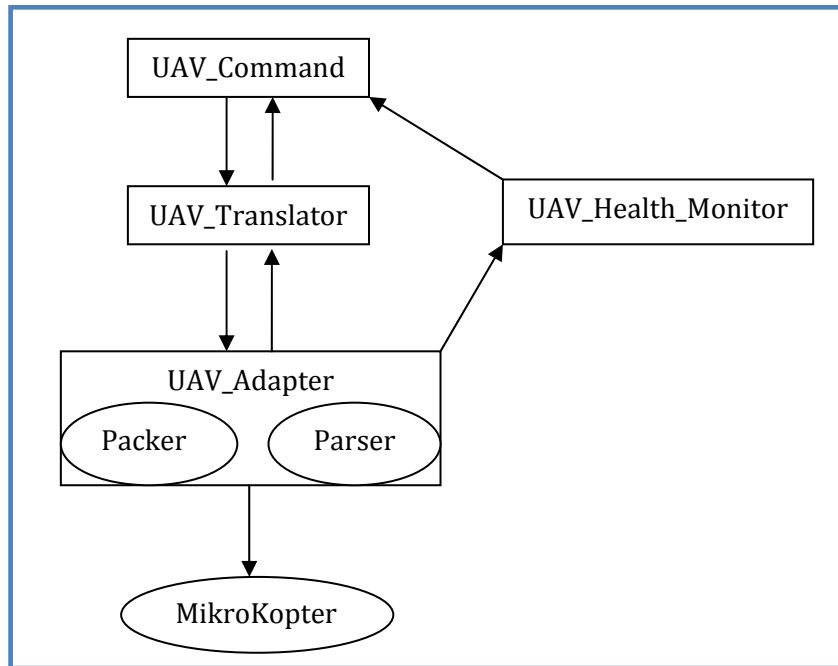 UAV_Command
UAV_Translator
UAV_Health_Monitor
UAV_Adapter
Packer
Parser
MikroKopter